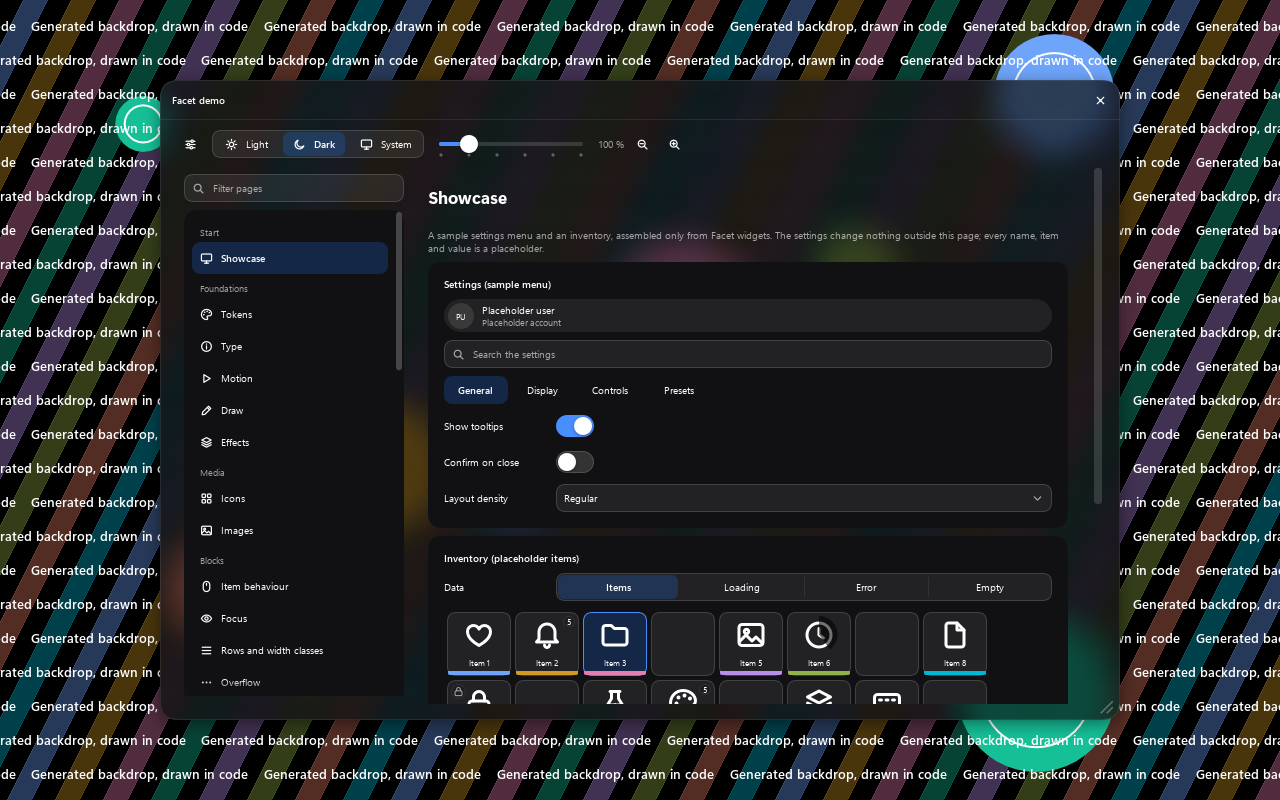 Generated backdrop, drawn in code
Facet demo
Light
Dark
System
100 %
Filter pages
Start
Showcase
Foundations
Tokens
Type
Motion
Draw
Effects
Media
Icons
Images
Blocks
Item behaviour
Focus
Rows and width classes
Overflow
Showcase
A sample settings menu and an inventory, assembled only from Facet widgets. The settings change nothing outside this page; every name, item
and value is a placeholder.
Settings (sample menu)
PU
Placeholder user
Placeholder account
Search the settings
General
Display
Controls
Presets
Show tooltips
Confirm on close
Layout density
Regular
Inventory (placeholder items)
Data
Items
Loading
Error
Empty
Item 1
5
Item 2
Item 3
Item 5
Item 6
Item 8
5